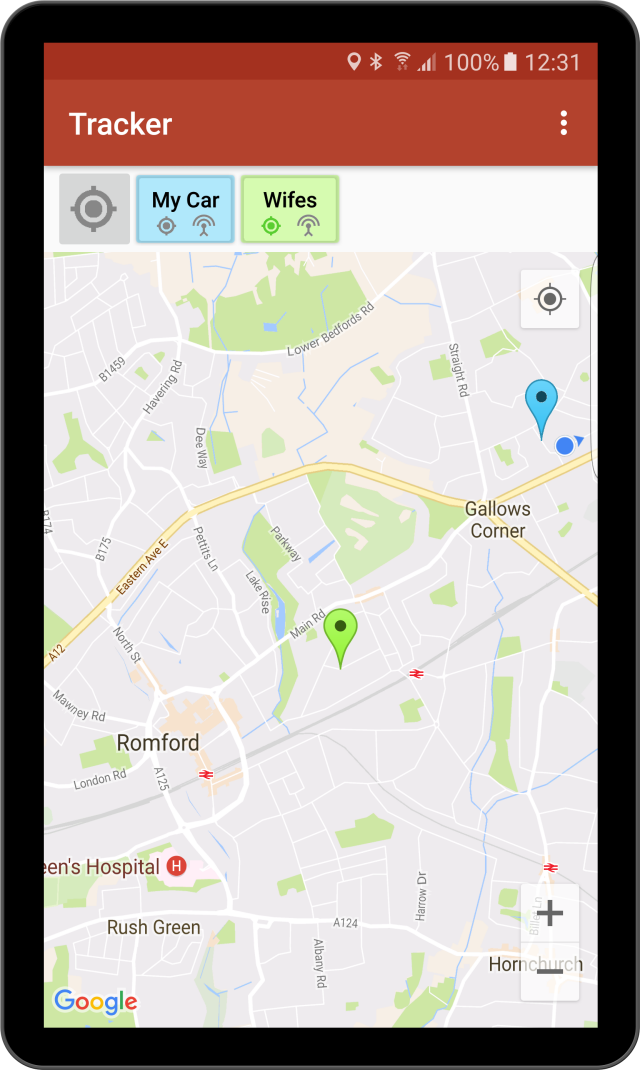 100% 12:31
Tracker
My Car
Wifes
Lower Bedfords Rd
B1459
Havering Rd
Straight Rd
Dee Way
Gallows
Corner
B174
B175
Pettits Ln
Parkway
Eastern Ave E
Lake Rise
Main Rd
North St
A12
Mawney Rd
Romford
London Rd
A125
een's Hospital H
Harrow Dr
Rush Green
A124
Albany Rd
Billet Ln
Hornchurch
Google